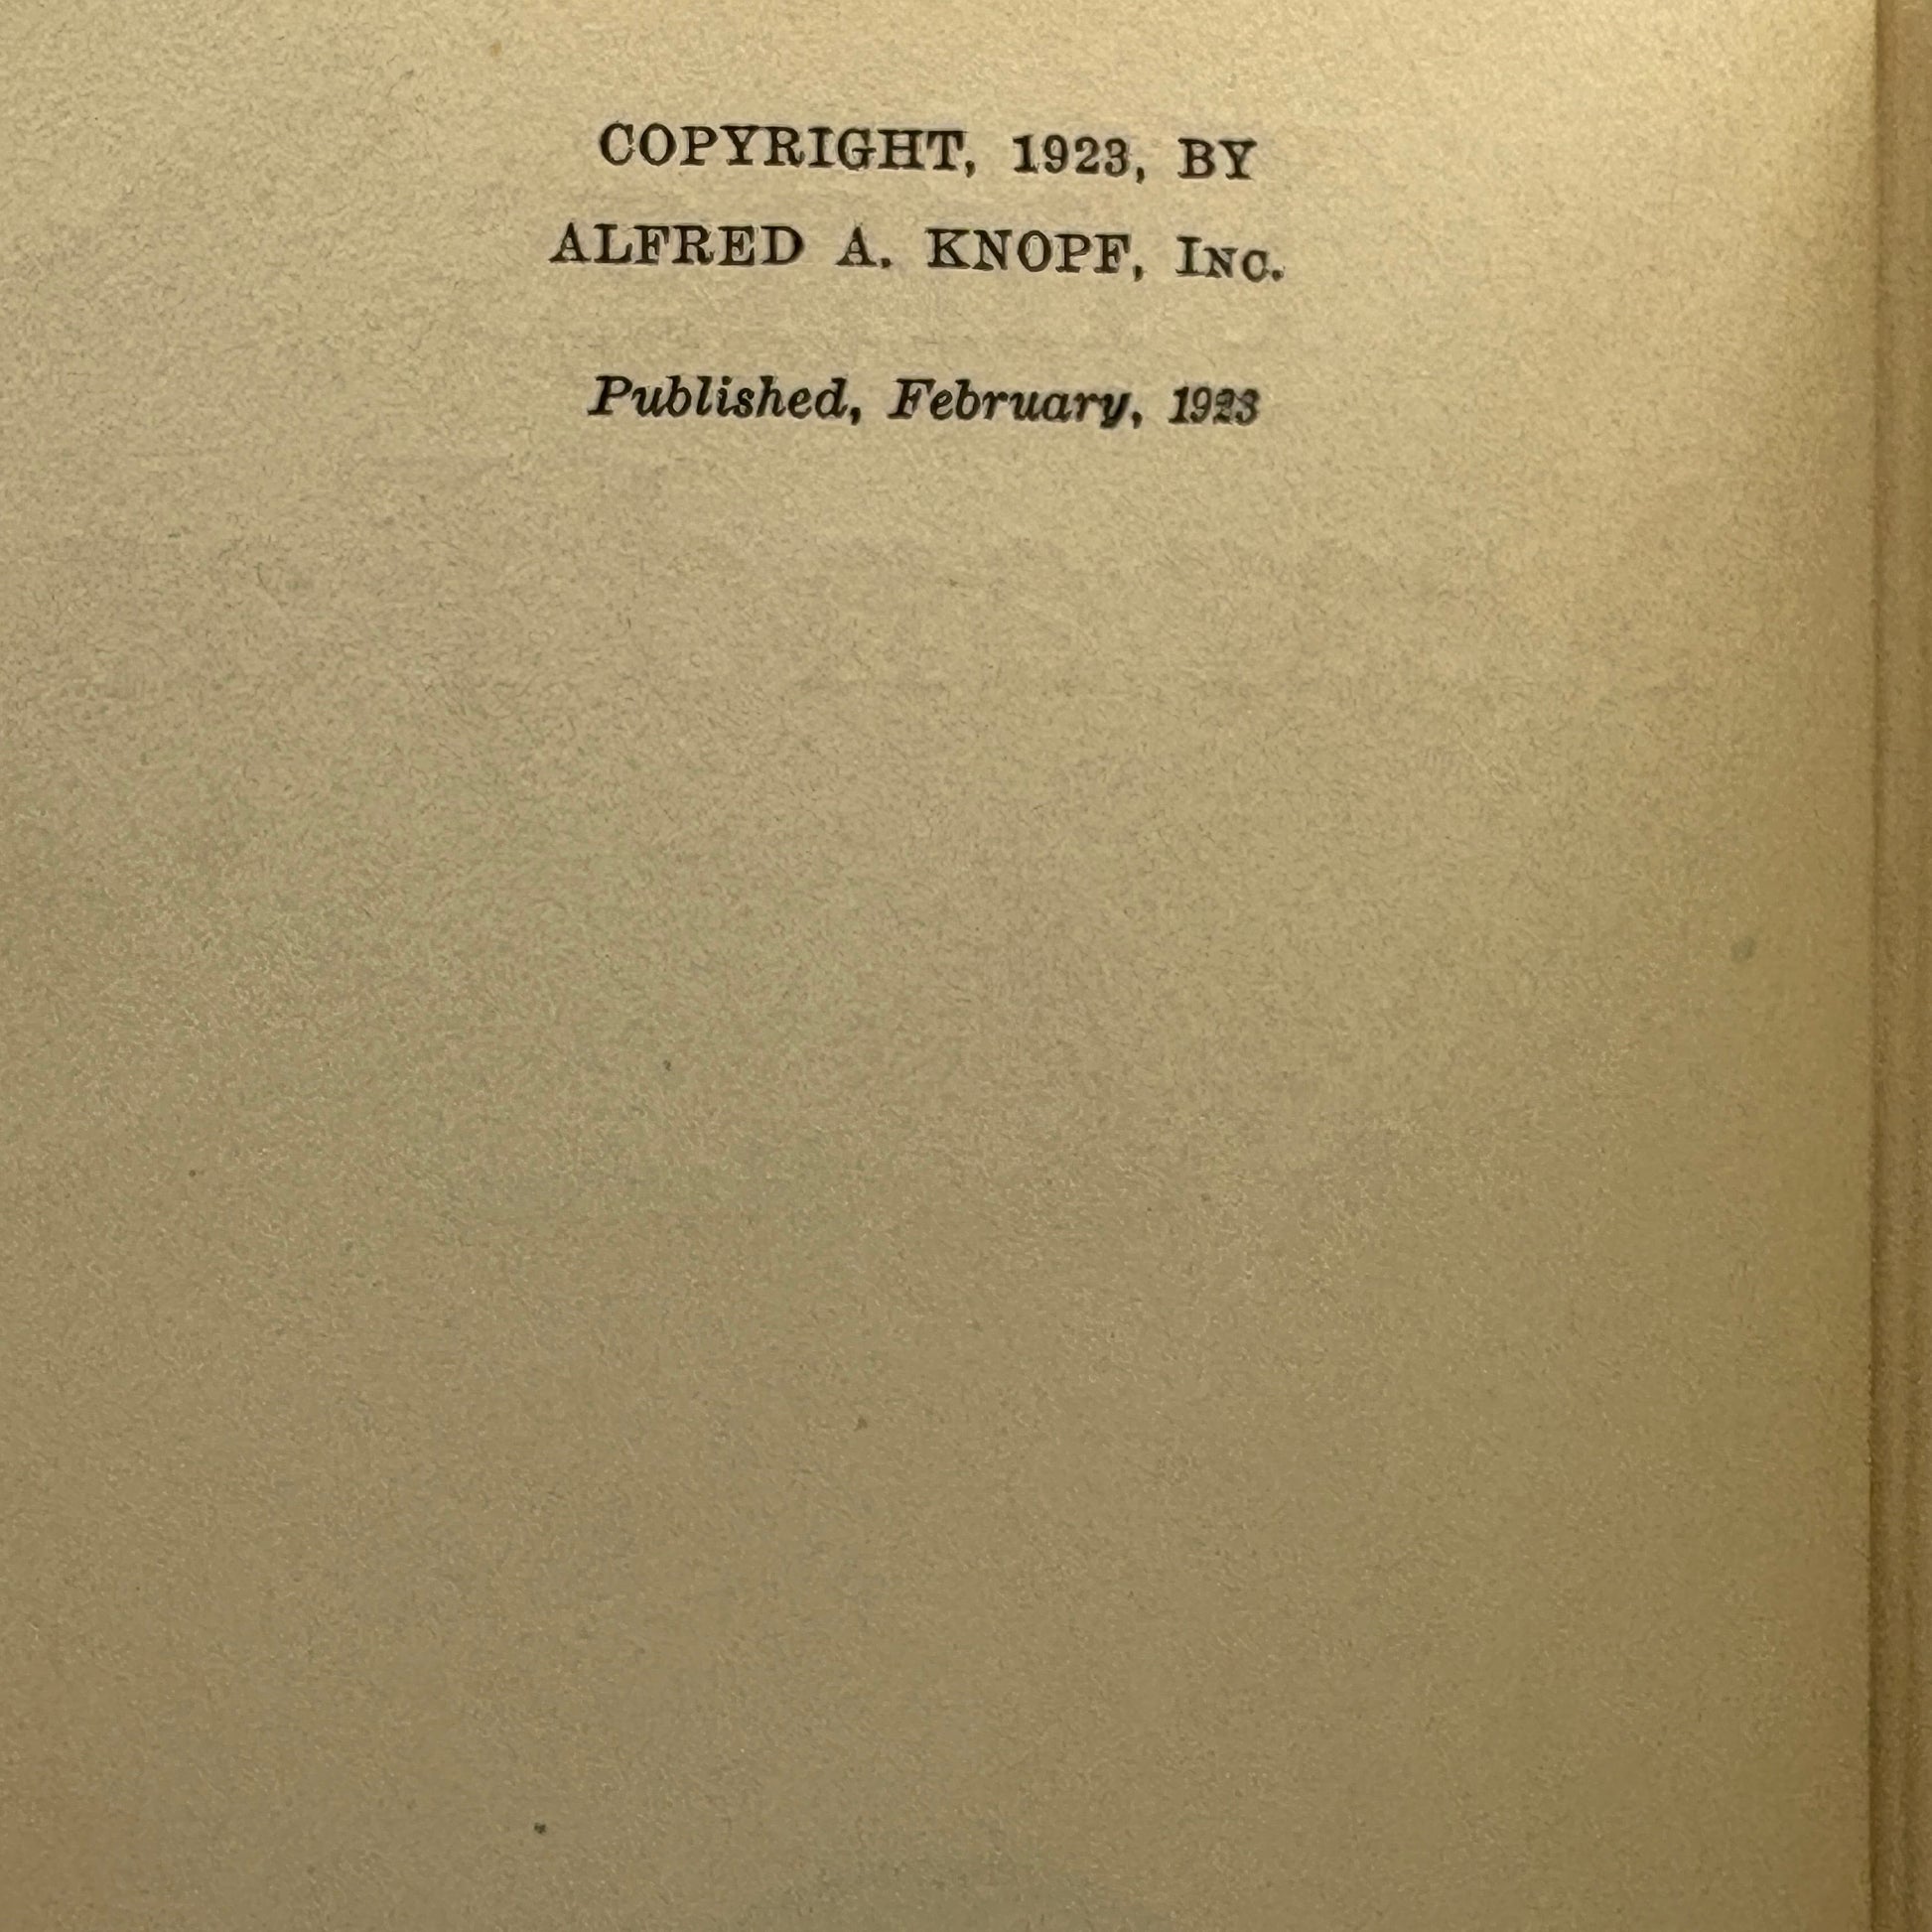 COPYRIGHT, 1923, BY
ALFRED A. KNOPF, Inc.
Published, February, 1923